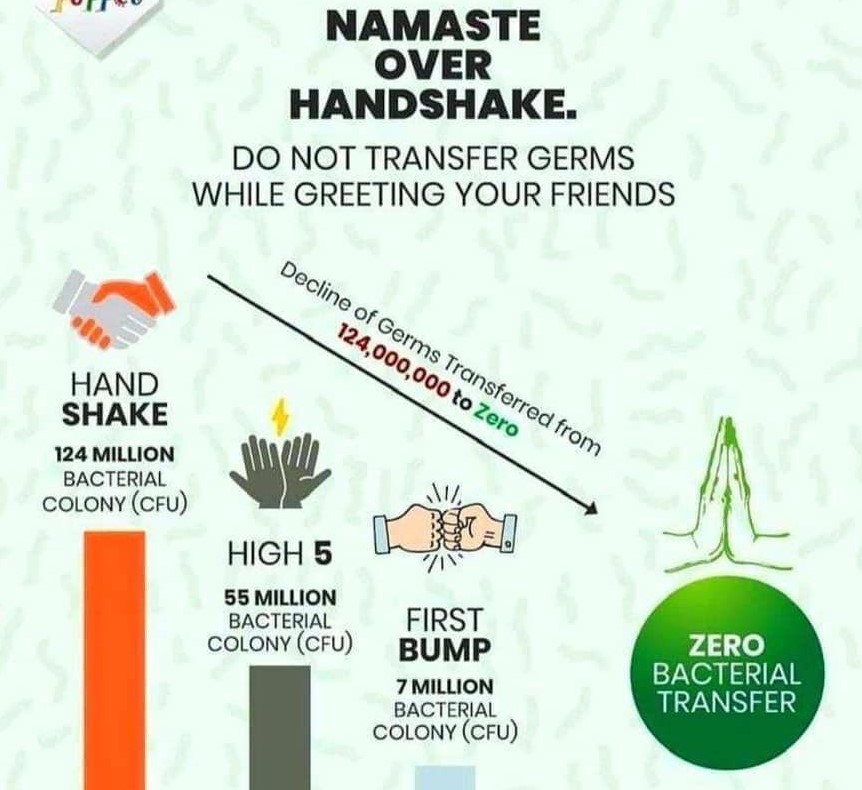 NAMASTE
OVER
HANDSHAKE.
DO NOT TRANSFER GERMS
WHILE GREETING YOUR FRIENDS
Decline of Germs Transferred from
124,000,000 to Zero
HAND
SHAKE
124 MILLION
BACTERIAL
COLONY (CFU)
HIGH 5
55 MILLION
BACTERIAL
COLONY (CFU)
FIRST
BUMP
7 MILLION
BACTERIAL
COLONY (CFU)
ZERO
BACTERIAL
TRANSFER